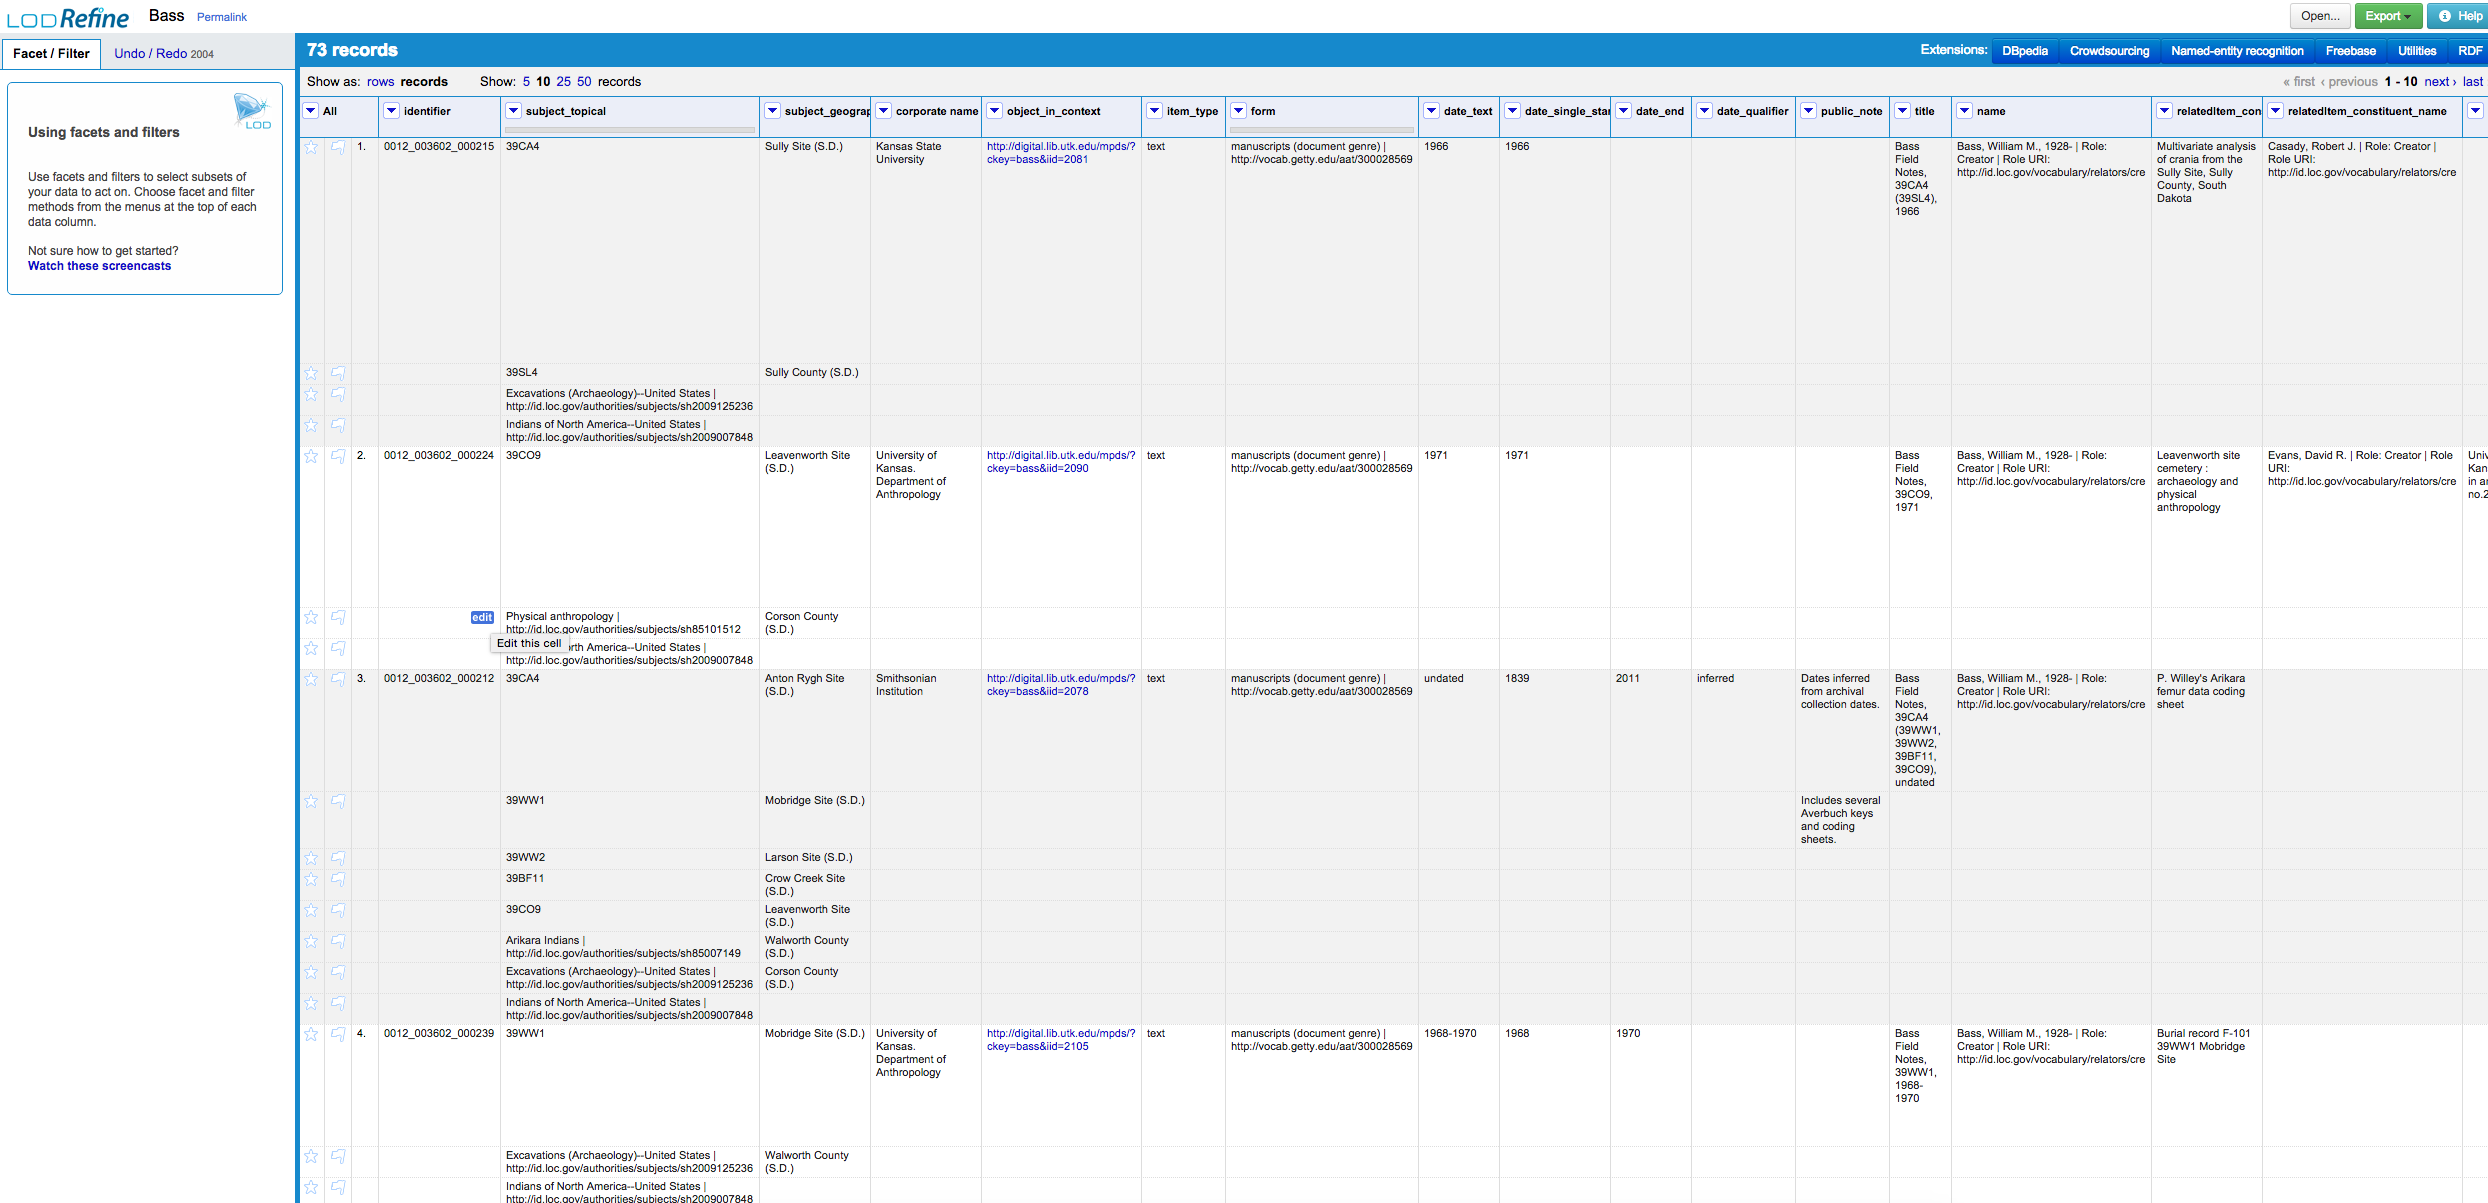 LODRefine Bass Permalink Open... Export Help
Facet / Filter Undo / Redo 2004 73 records Extensions: DBpedia Crowdsourcing Named-entity recognition Freebase Utilities RDF
Show as: rows records Show: 5 10 25 50 records « first ‹ previous 1 - 10 next › last
Using facets and filters
LOD
Use facets and filters to select subsets of
your data to act on. Choose facet and filter
methods from the menus at the top of each
data column.
Not sure how to get started?
Watch these screencasts
All identifier subject_topical subject_geograp corporate name object_in_context item_type form date_text date_single_star date_end date_qualifier public_note title name relatedItem_con relatedItem_constituent_name
1. 0012_003602_000215 39CA4 Sully Site (S.D.) Kansas State http://digital.lib.utk.edu/mpds/? text manuscripts (document genre) | 1966 1966 Bass Bass, William M., 1928- | Role: Multivariate analysis Casady, Robert J. | Role: Creator |
University ckey=bass&iid=2081 http://vocab.getty.edu/aat/300028569 Field Creator | Role URI: of crania from the Role URI:
Notes, http://id.loc.gov/vocabulary/relators/cre Sully Site, Sully http://id.loc.gov/vocabulary/relators/cre
39CA4 County, South
(39SL4), Dakota
1966
39SL4 Sully County (S.D.)
Excavations (Archaeology)--United States |
http://id.loc.gov/authorities/subjects/sh2009125236
Indians of North America--United States |
http://id.loc.gov/authorities/subjects/sh2009007848
2. 0012_003602_000224 39CO9 Leavenworth Site University of http://digital.lib.utk.edu/mpds/? text manuscripts (document genre) | 1971 1971 Bass Bass, William M., 1928- | Role: Leavenworth site Evans, David R. | Role: Creator | Role Univ
(S.D.) Kansas. ckey=bass&iid=2090 http://vocab.getty.edu/aat/300028569 Field Creator | Role URI: cemetery : URI: Kan
Department of Notes, http://id.loc.gov/vocabulary/relators/cre archaeology and http://id.loc.gov/vocabulary/relators/cre in a
Anthropology 39CO9, physical no.2
1971 anthropology
edit Physical anthropology | Corson County
http://id.loc.gov/authorities/subjects/sh85101512 (S.D.)
Edit this cell rth America--United States |
http://id.loc.gov/authorities/subjects/sh2009007848
3. 0012_003602_000212 39CA4 Anton Rygh Site Smithsonian http://digital.lib.utk.edu/mpds/? text manuscripts (document genre) | undated 1839 2011 inferred Dates inferred Bass Bass, William M., 1928- | Role: P. Willey's Arikara
(S.D.) Institution ckey=bass&iid=2078 http://vocab.getty.edu/aat/300028569 from archival Field Creator | Role URI: femur data coding
collection dates. Notes, http://id.loc.gov/vocabulary/relators/cre sheet
39CA4
(39WW1,
39WW2,
39BF11,
39CO9),
undated
39WW1 Mobridge Site (S.D.) Includes several
Averbuch keys
and coding
sheets.
39WW2 Larson Site (S.D.)
39BF11 Crow Creek Site
(S.D.)
39CO9 Leavenworth Site
(S.D.)
Arikara Indians | Walworth County
http://id.loc.gov/authorities/subjects/sh85007149 (S.D.)
Excavations (Archaeology)--United States | Corson County
http://id.loc.gov/authorities/subjects/sh2009125236 (S.D.)
Indians of North America--United States |
http://id.loc.gov/authorities/subjects/sh2009007848
4. 0012_003602_000239 39WW1 Mobridge Site (S.D.) University of http://digital.lib.utk.edu/mpds/? text manuscripts (document genre) | 1968-1970 1968 1970 Bass Bass, William M., 1928- | Role: Burial record F-101
Kansas. ckey=bass&iid=2105 http://vocab.getty.edu/aat/300028569 Field Creator | Role URI: 39WW1 Mobridge
Department of Notes, http://id.loc.gov/vocabulary/relators/cre Site
Anthropology 39WW1,
1968-
1970
Excavations (Archaeology)--United States | Walworth County
http://id.loc.gov/authorities/subjects/sh2009125236 (S.D.)
Indians of North America--United States |
http://id.loc.gov/authorities/subjects/sh2009007848